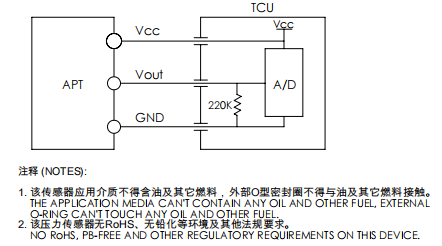 TCU
Vcc
Vcc
APT
Vout
A/D
220K
GND
注释 (NOTES):
1. 该传感器应用介质不得含油及其它燃料，外部O型密封圈不得与油及其它燃料接触。
THE APPLICATION MEDIA CAN'T CONTAIN ANY OIL AND OTHER FUEL, EXTERNAL
O-RING CAN'T TOUCH ANY OIL AND OTHER FUEL.
2. 该压力传感器无RoHS、无铅化等环境及其他法规要求。
NO RoHS, PB-FREE AND OTHER REGULATORY REQUIREMENTS ON THIS DEVICE.